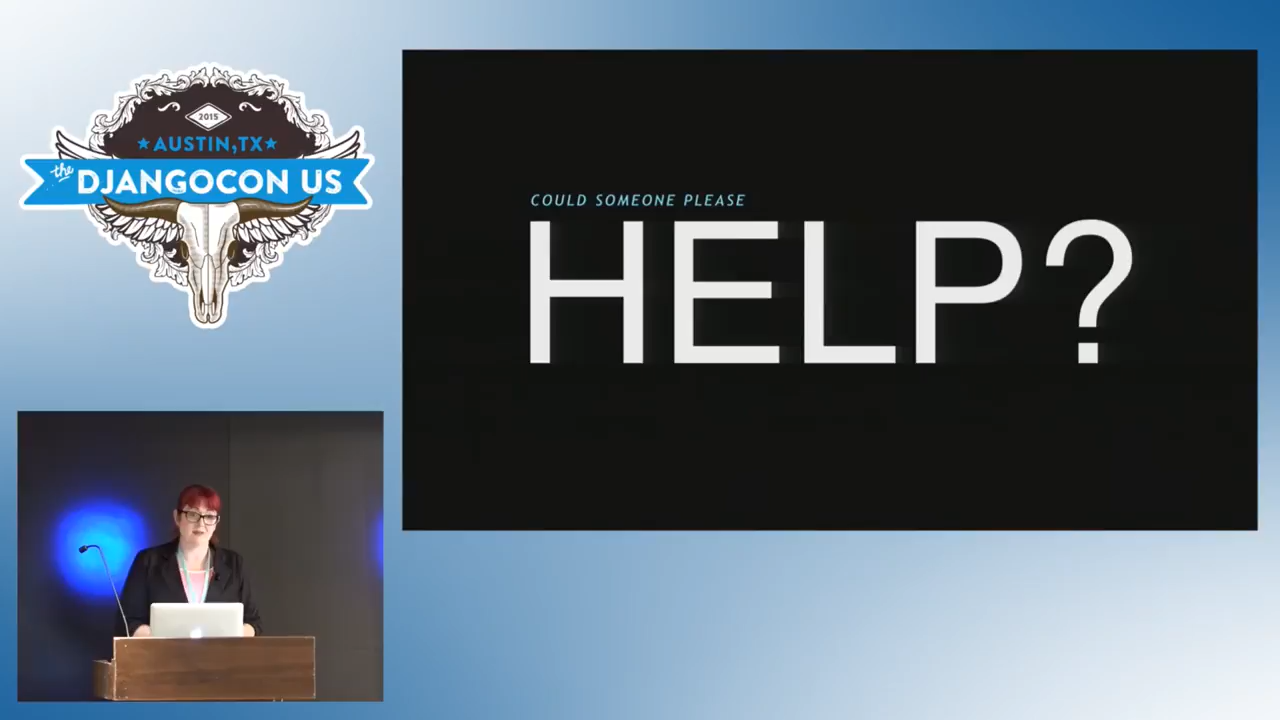 2015
★AUSTIN,TX★
the
DJANGOCON US
COULD SOMEONE PLEASE
HELP?